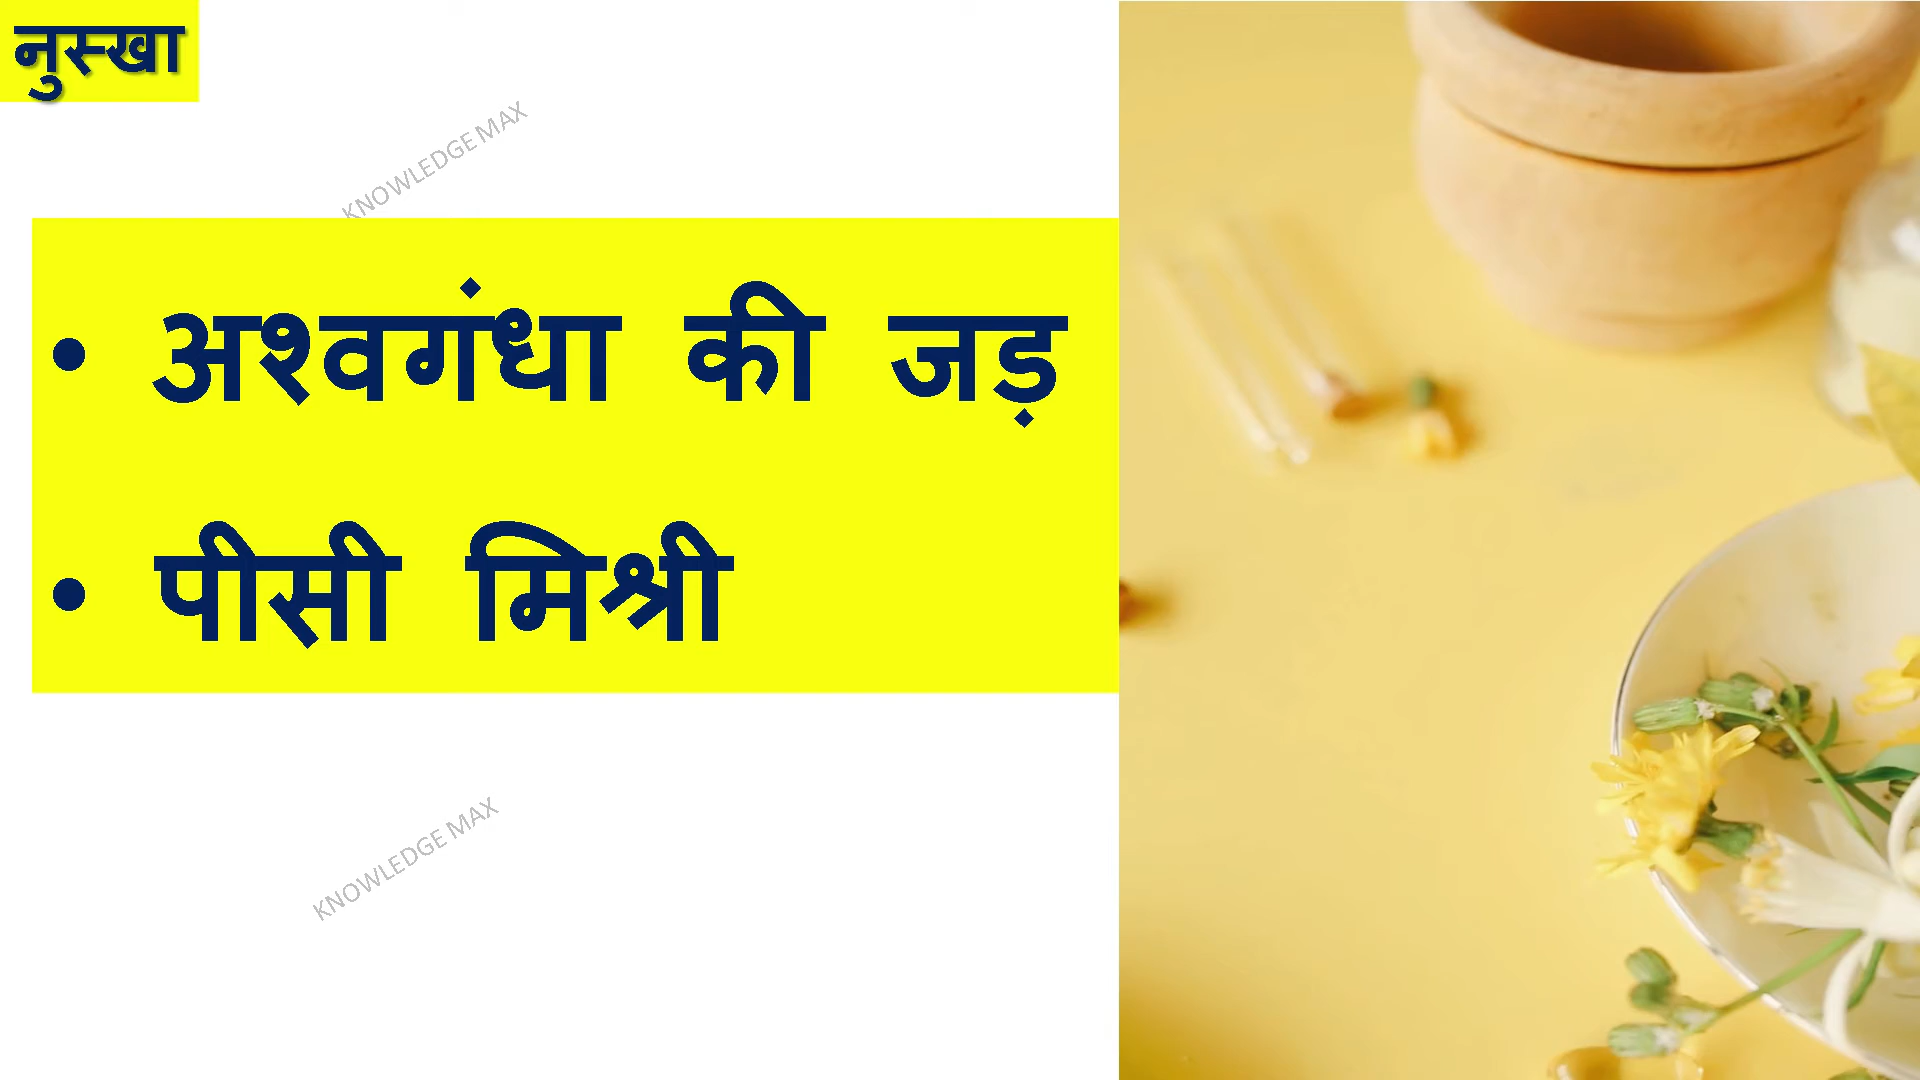 नुस्खा
KNOWLEDGE MAX
• अश्वगंधा की जड़
• पीसी मिश्री
KNOWLEDGE MAX